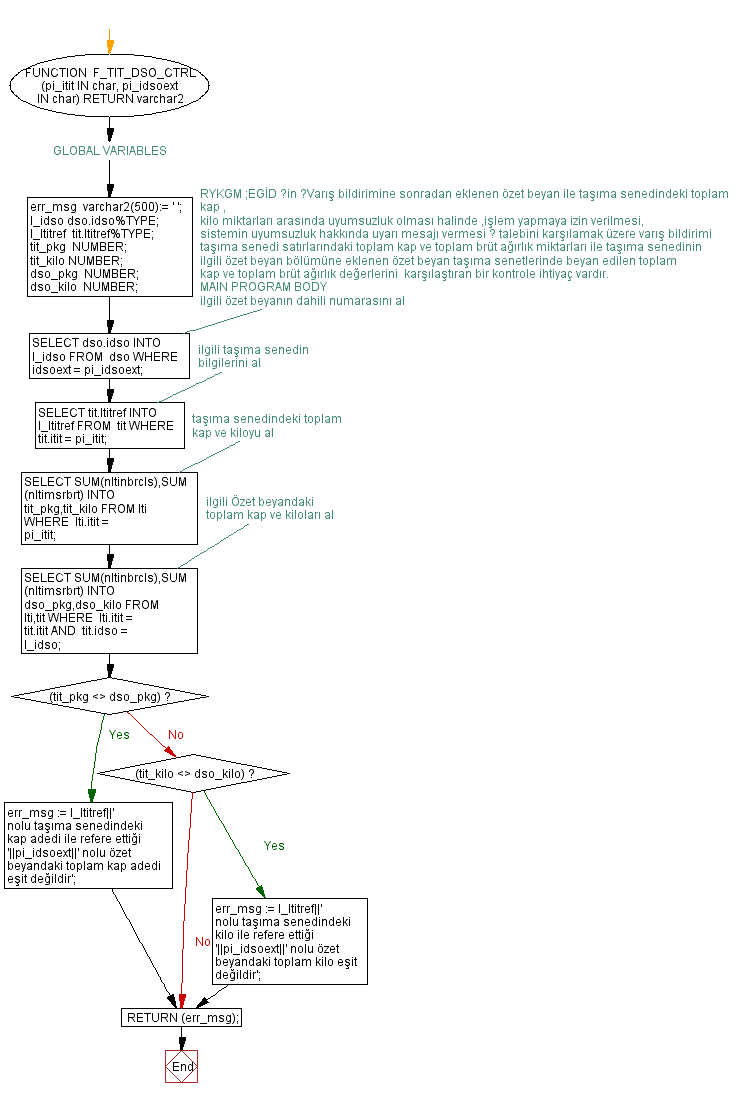 FUNCTION F_TIT_DSO_CTRL
(pi_itit IN char, pi_idsoext
IN char) RETURN varchar2
GLOBAL VARIABLES
err_msg varchar2(500):= ' ';
l_idso dso.idso%TYPE;
l_ltitref tit.ltitref%TYPE;
tit_pkg NUMBER;
tit_kilo NUMBER;
dso_pkg NUMBER;
dso_kilo NUMBER;
RYKGM ;EGİD ?in ?Varış bildirimine sonradan eklenen özet beyan ile taşıma senedindeki toplam
kap ,
kilo miktarları arasında uyumsuzluk olması halinde ,işlem yapmaya izin verilmesi,
sistemin uyumsuzluk hakkında uyarı mesajı vermesi ? talebini karşılamak üzere varış bildirimi
taşıma senedi satırlarındaki toplam kap ve toplam brüt ağırlık miktarları ile taşıma senedinin
ilgili özet beyan bölümüne eklenen özet beyan taşıma senetlerinde beyan edilen toplam
kap ve toplam brüt ağırlık değerlerini karşılaştıran bir kontrole ihtiyaç vardır.
MAIN PROGRAM BODY
ilgili özet beyanın dahili numarasını al
SELECT dso.idso INTO
l_idso FROM dso WHERE
idsoext = pi_idsoext;
ilgili taşıma senedin
bilgilerini al
SELECT tit.ltitref INTO
l_ltitref FROM tit WHERE
tit.itit = pi_itit;
taşıma senedindeki toplam
kap ve kiloyu al
SELECT SUM(nltinbrcls),SUM
(nltimsrbrt) INTO
tit_pkg,tit_kilo FROM lti
WHERE lti.itit =
pi_itit;
ilgili Özet beyandaki
toplam kap ve kiloları al
SELECT SUM(nltinbrcls),SUM
(nltimsrbrt) INTO
dso_pkg,dso_kilo FROM
lti,tit WHERE lti.itit =
tit.itit AND tit.idso =
l_idso;
(tit_pkg <> dso_pkg) ?
Yes
No
(tit_kilo <> dso_kilo) ?
err_msg := l_ltitref||'
nolu taşıma senedindeki
kap adedi ile refere ettiği
'||pi_idsoext||' nolu özet
beyandaki toplam kap adedi
eşit değildir';
Yes
err_msg := l_ltitref||'
nolu taşıma senedindeki
kilo ile refere ettiği
'||pi_idsoext||' nolu özet
beyandaki toplam kilo eşit
değildir';
No
RETURN (err_msg);
End